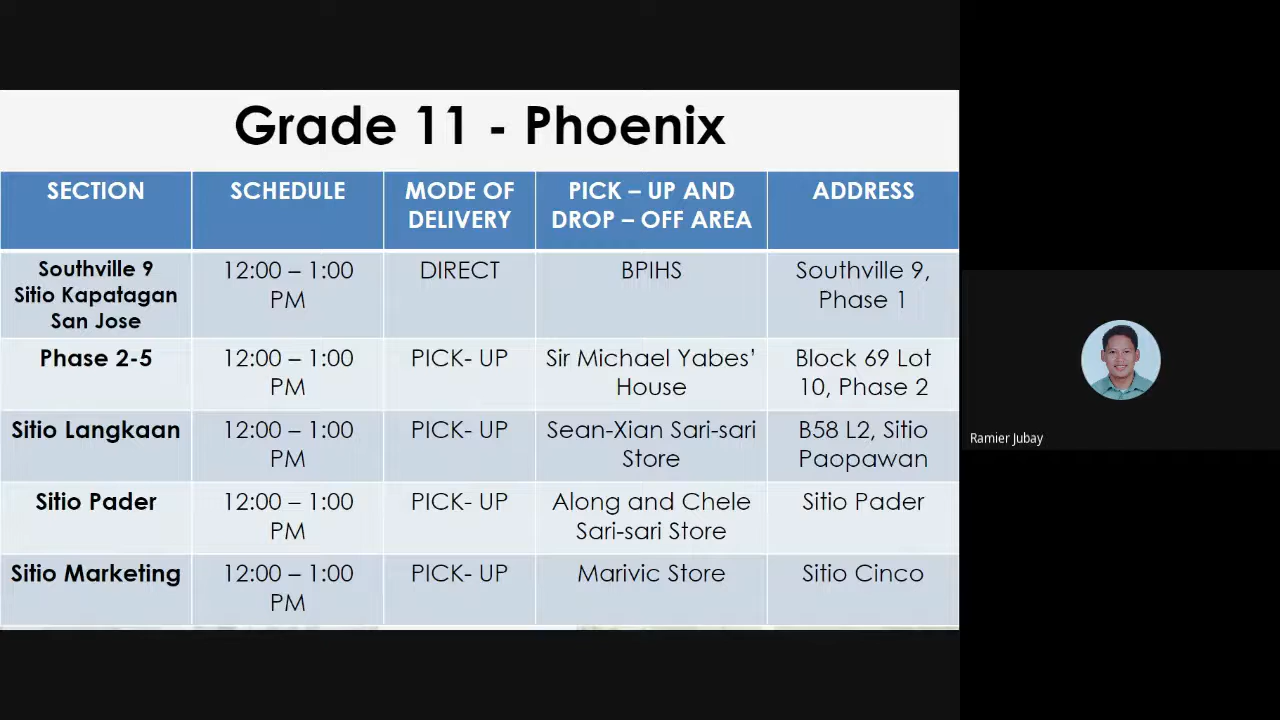 Grade 11 - Phoenix
SECTION
SCHEDULE
MODE OF
DELIVERY
PICK – UP AND
DROP – OFF AREA
ADDRESS
Southville 9
Sitio Kapatagan
San Jose
12:00 – 1:00
PM
DIRECT
BPIHS
Southville 9,
Phase 1
Phase 2-5
12:00 – 1:00
PM
PICK- UP
Sir Michael Yabes’
House
Block 69 Lot
10, Phase 2
Sitio Langkaan
12:00 – 1:00
PM
PICK- UP
Sean-Xian Sari-sari
Store
B58 L2, Sitio
Paopawan
Sitio Pader
12:00 – 1:00
PM
PICK- UP
Along and Chele
Sari-sari Store
Sitio Pader
Sitio Marketing
12:00 – 1:00
PM
PICK- UP
Marivic Store
Sitio Cinco
Ramier Jubay